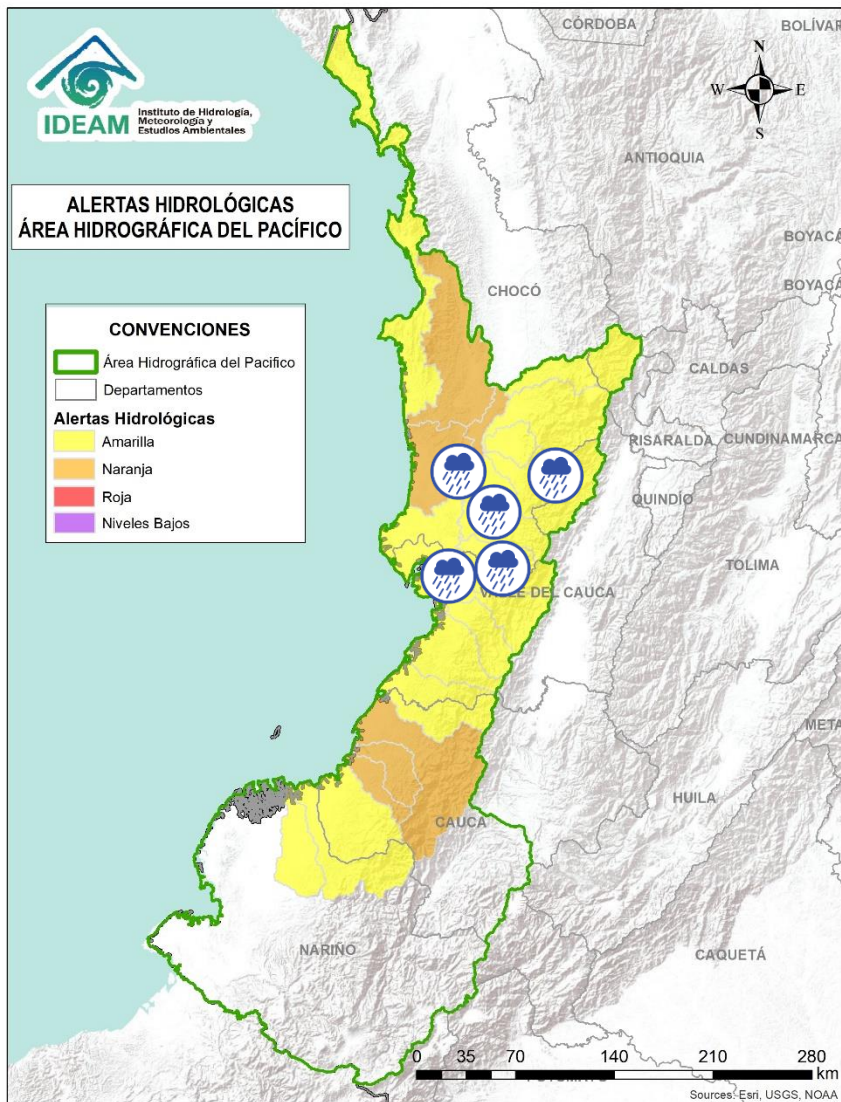 CÓRDOBA
BOLÍVAR
IDEAM
Instituto de Hidrología,
Meteorología y
Estudios Ambientales
N
W
E
S
ANTIOQUIA
ALERTAS HIDROLÓGICAS
ÁREA HIDROGRÁFICA DEL PACÍFICO
BOYACÁ
BOYACÁ
CHOCÓ
CONVENCIONES
Área Hidrográfica del Pacifico
Departamentos
Alertas Hidrológicas
Amarilla
Naranja
Roja
Niveles Bajos
CALDAS
RISARALDA
CUNDINAMARCA
QUINDÍO
TOLIMA
VALLE DEL CAUCA
META
HUILA
CAUCA
NARIÑO
CAQUETÁ
0 35 70 140 210 280
km
Sources: Esri, USGS, NOAA